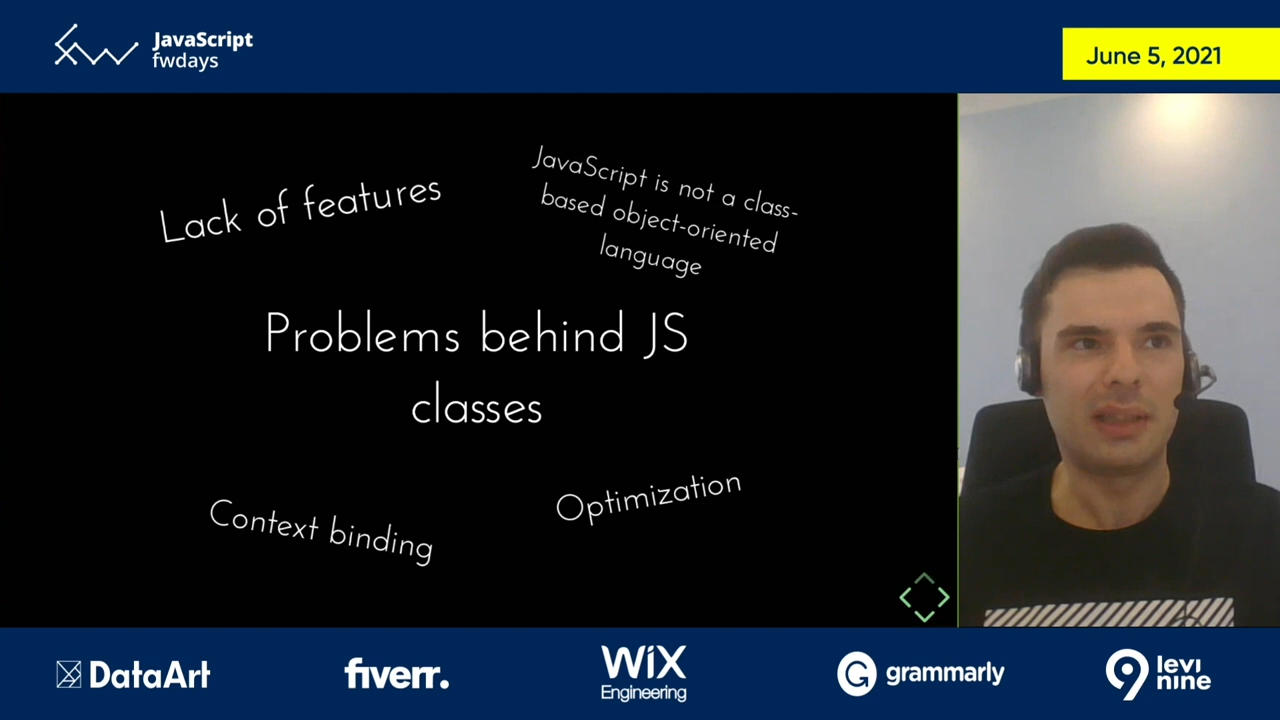 JavaScript
fwdays
June 5, 2021
Lack of features
JavaScript is not a class-
based object-oriented
language
Problems behind JS
classes
Context binding
Optimization
DataArt
fiverr.
WiX
Engineering
G
grammarly
9
levi
nine